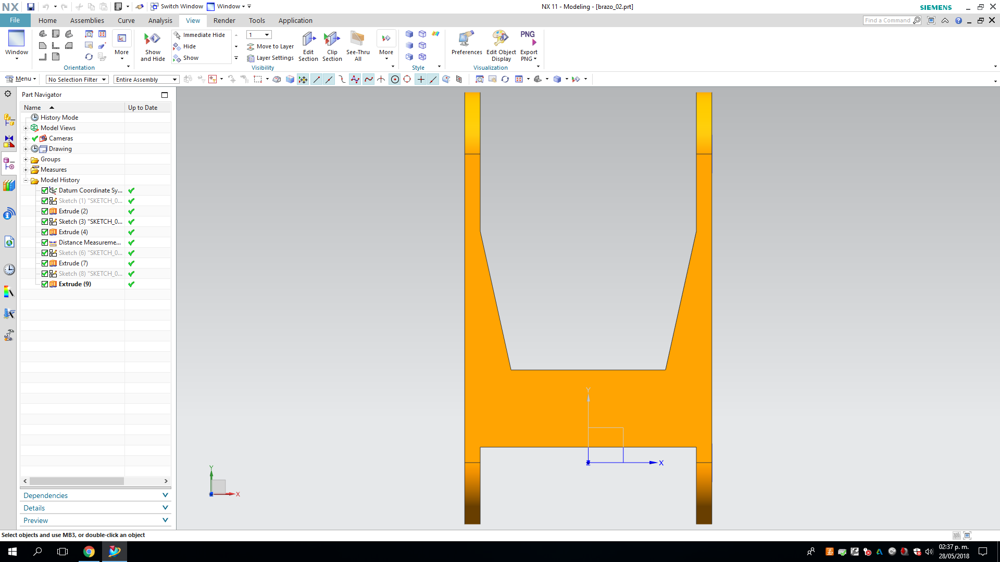 NX
Switch Window
Window
NX 11 - Modeling - [brazo_02.prt]
SIEMENS
File
Home
Assemblies
Curve
Analysis
View
Render
Tools
Application
Find a Command
Window
More
Orientation
Show and Hide
Immediate Hide
Hide
Show
1
Move to Layer
Layer Settings
Edit Section
Clip Section
See-Thru All
More
Visibility
Style
Preferences
Edit Object Display
PNG
Export PNG
Visualization
Menu
No Selection Filter
Entire Assembly
Part Navigator
Name
Up to Date
History Mode
Model Views
Cameras
Drawing
Groups
Measures
Model History
Datum Coordinate Sy...
Sketch (1) "SKETCH_0...
Extrude (2)
Sketch (3) "SKETCH_0...
Extrude (4)
Distance Measureme...
Sketch (6) "SKETCH_0...
Extrude (7)
Sketch (8) "SKETCH_0...
Extrude (9)
Dependencies
Details
Preview
Y
X
Y
Z
X
Select objects and use MB3, or double-click an object
02:37 p. m.
28/05/2018